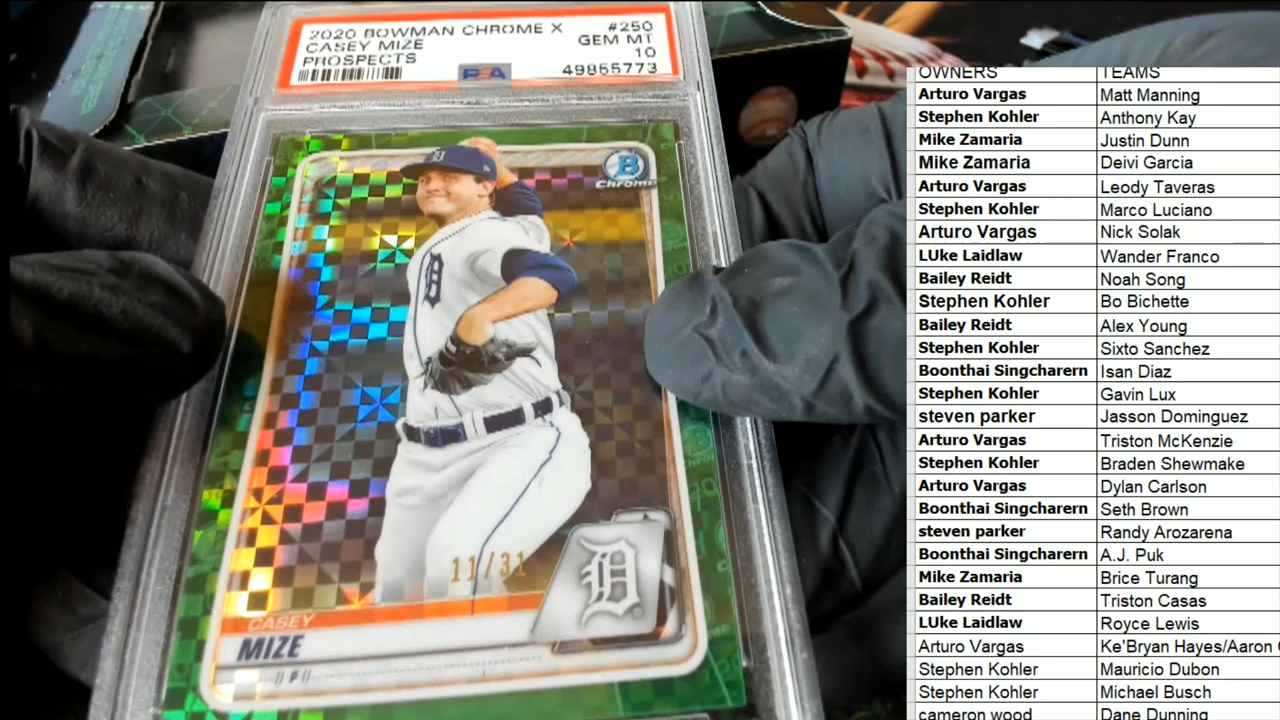 2020 BOWMAN CHROME X #250
CASEY MIZE GEM MT
PROSPECTS 10
PSA 49855773
D
B
Chrome
D
11/31
D
CASEY
MIZE
P
OWNERS TEAMS
Arturo Vargas Matt Manning
Stephen Kohler Anthony Kay
Mike Zamaria Justin Dunn
Mike Zamaria Deivi Garcia
Arturo Vargas Leody Taveras
Stephen Kohler Marco Luciano
Arturo Vargas Nick Solak
LUke Laidlaw Wander Franco
Bailey Reidt Noah Song
Stephen Kohler Bo Bichette
Bailey Reidt Alex Young
Stephen Kohler Sixto Sanchez
Boonthai Singcharern Isan Diaz
Stephen Kohler Gavin Lux
steven parker Jasson Dominguez
Arturo Vargas Triston McKenzie
Stephen Kohler Braden Shewmake
Arturo Vargas Dylan Carlson
Boonthai Singcharern Seth Brown
steven parker Randy Arozarena
Boonthai Singcharern A.J. Puk
Mike Zamaria Brice Turang
Bailey Reidt Triston Casas
LUke Laidlaw Royce Lewis
Arturo Vargas Ke'Bryan Hayes/Aaron
Stephen Kohler Mauricio Dubon
Stephen Kohler Michael Busch
cameron wood Dane Dunning